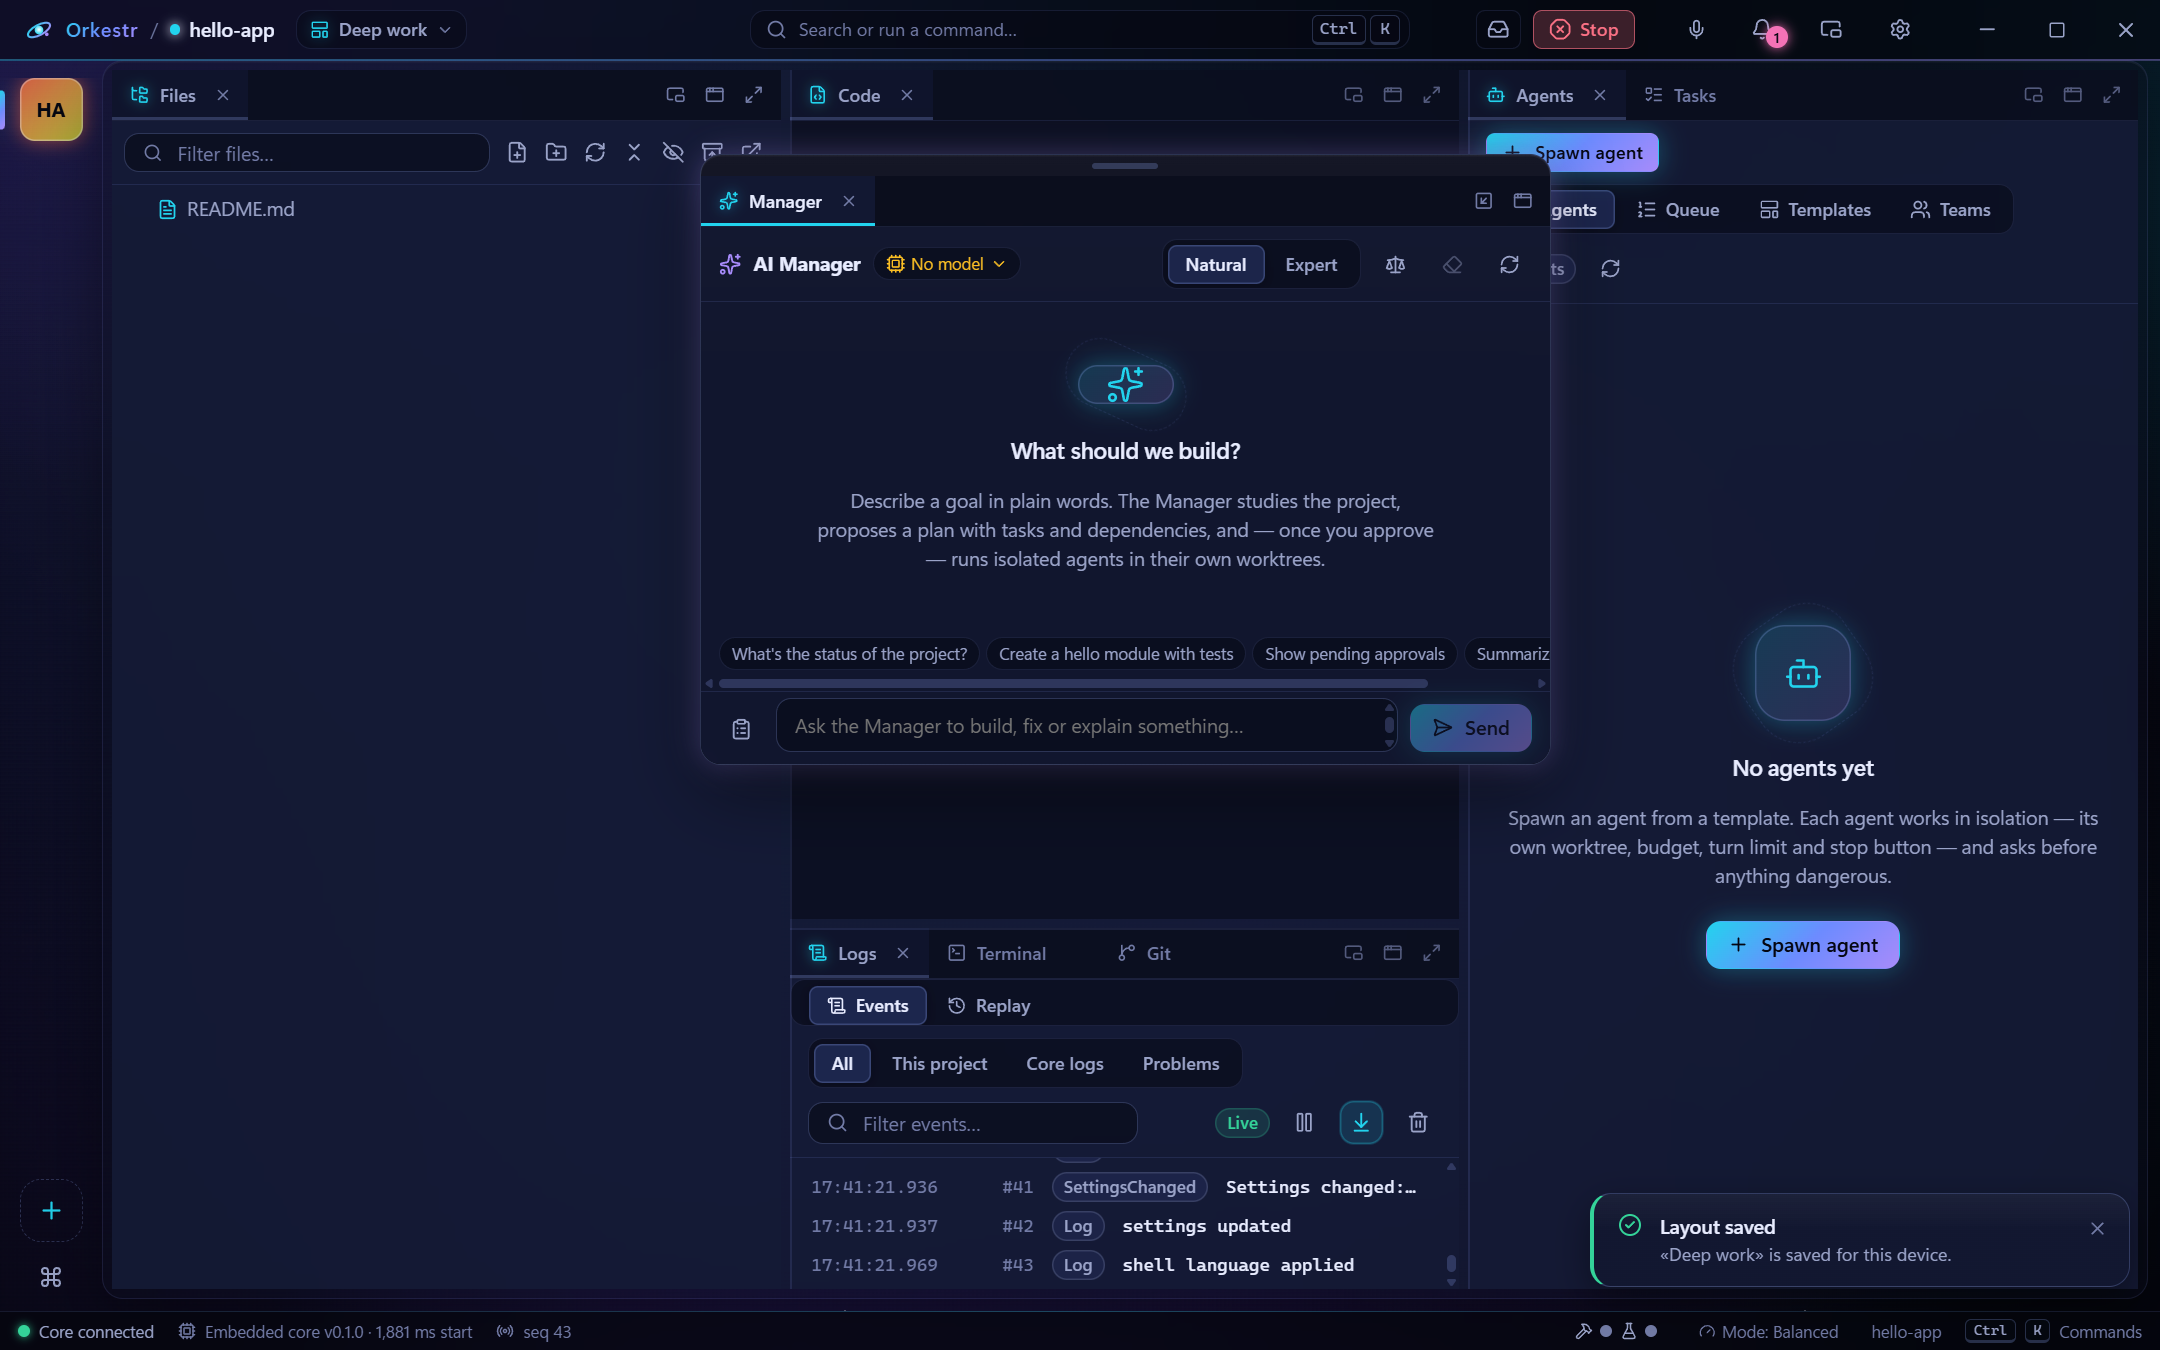 Orkestr / hello-app
Deep work
Search or run a command...
Ctrl K
Stop
1
HA
Files
Filter files...
README.md
Code
Agents
Tasks
Spawn agent
gents
Queue
Templates
Teams
ts
Manager
AI Manager
No model
Natural
Expert
What should we build?
Describe a goal in plain words. The Manager studies the project,
proposes a plan with tasks and dependencies, and — once you approve
— runs isolated agents in their own worktrees.
What's the status of the project?
Create a hello module with tests
Show pending approvals
Summariz
Ask the Manager to build, fix or explain something...
Send
No agents yet
Spawn an agent from a template. Each agent works in isolation — its
own worktree, budget, turn limit and stop button — and asks before
anything dangerous.
Spawn agent
Logs
Terminal
Git
Events
Replay
All
This project
Core logs
Problems
Filter events...
Live
17:41:21.936 #41 SettingsChanged Settings changed:…
17:41:21.937 #42 Log settings updated
17:41:21.969 #43 Log shell language applied
Layout saved
«Deep work» is saved for this device.
Core connected
Embedded core v0.1.0 · 1,881 ms start
seq 43
Mode: Balanced
hello-app
Ctrl K Commands